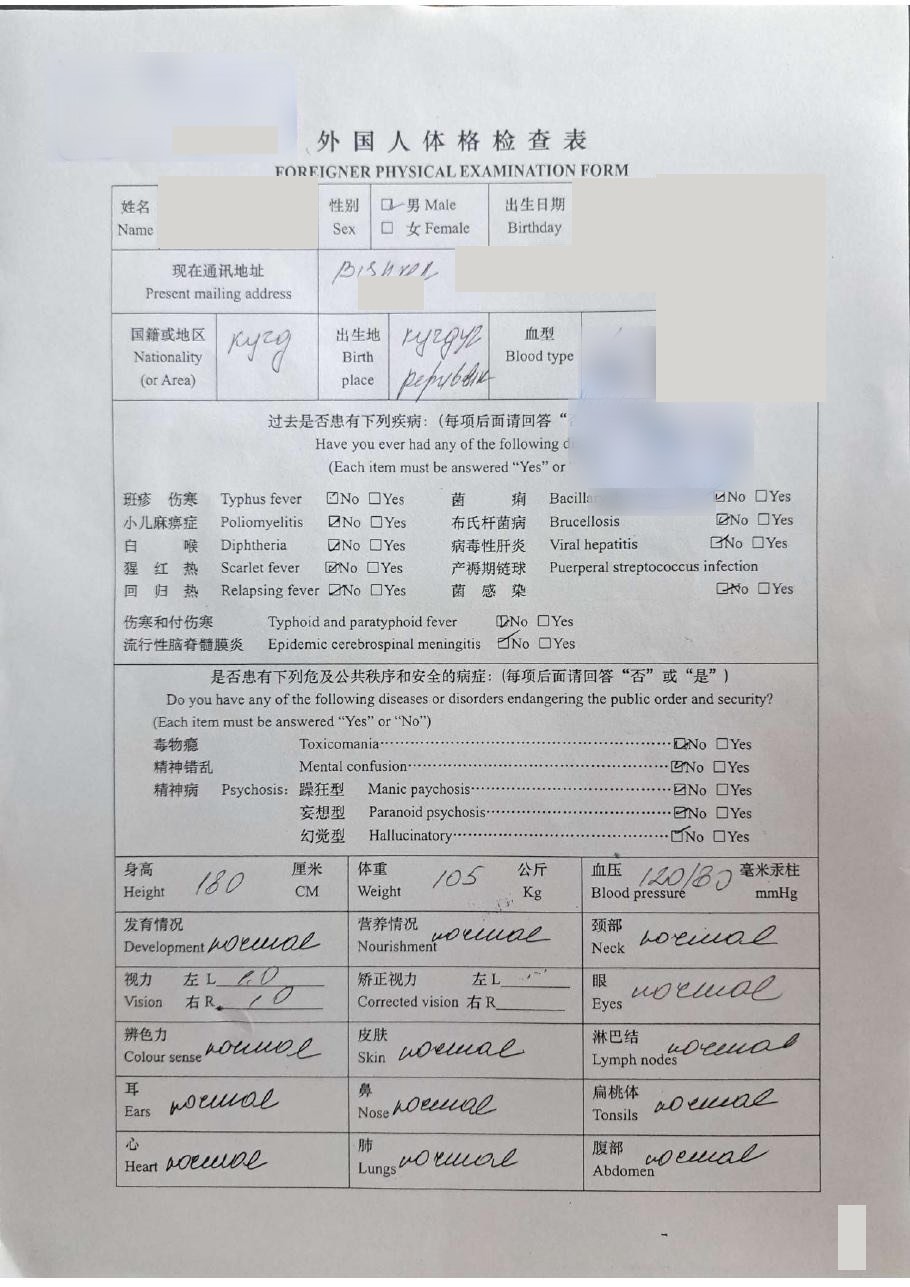 外国人体格检查表
FOREIGNER PHYSICAL EXAMINATION FORM
姓名 性别 男 Male 出生日期
Name Sex 女 Female Birthday
现在通讯地址
Present mailing address
国籍或地区 出生地 血型
Nationality Birth Blood type
(or Area) place
过去是否患有下列疾病：(每项后面请回答“
Have you ever had any of the following
(Each item must be answered “Yes” or
班疹 伤寒 Typhus fever ☑No ☐Yes 菌 痢 ☑No ☐Yes
小儿麻痹症 Poliomyelitis ☑No ☐Yes 布氏杆菌病 Brucellosis ☑No ☐Yes
白 喉 Diphtheria ☑No ☐Yes 病毒性肝炎 Viral hepatitis ☑No ☐Yes
猩 红 热 Scarlet fever ☑No ☐Yes 产褥期链球 Puerperal streptococcus infection
回 归 热 Relapsing fever ☑No ☐Yes 菌 感 染 ☑No ☐Yes
伤寒和付伤寒 Typhoid and paratyphoid fever ☑No ☐Yes
流行性脑脊髓膜炎 Epidemic cerebrospinal meningitis ☑No ☐Yes
是否患有下列危及公共秩序和安全的病症：(每项后面请回答“否”或“是”)
Do you have any of the following diseases or disorders endangering the public order and security?
(Each item must be answered “Yes” or “No”)
毒物瘾 Toxicomania ☑No ☐Yes
精神错乱 Mental confusion ☑No ☐Yes
精神病 Psychosis: 躁狂型 Manic paychosis ☑No ☐Yes
妄想型 Paranoid psychosis ☑No ☐Yes
幻觉型 Hallucinatory ☑No ☐Yes
身高 厘米 体重 公斤 血压 毫米汞柱
Height 180 CM Weight 105 Kg Blood pressure 120/80 mmHg
发育情况 营养情况 颈部
Development normal Nourishment normal Neck normal
视力 左 L 1.0 矫正视力 左 L 眼
Vision 右 R 1.0 Corrected vision 右 R Eyes normal
辨色力 皮肤 淋巴结
Colour sense normal Skin normal Lymph nodes normal
耳 鼻 扁桃体
Ears normal Nose normal Tonsils normal
心 肺 腹部
Heart normal Lungs normal Abdomen normal